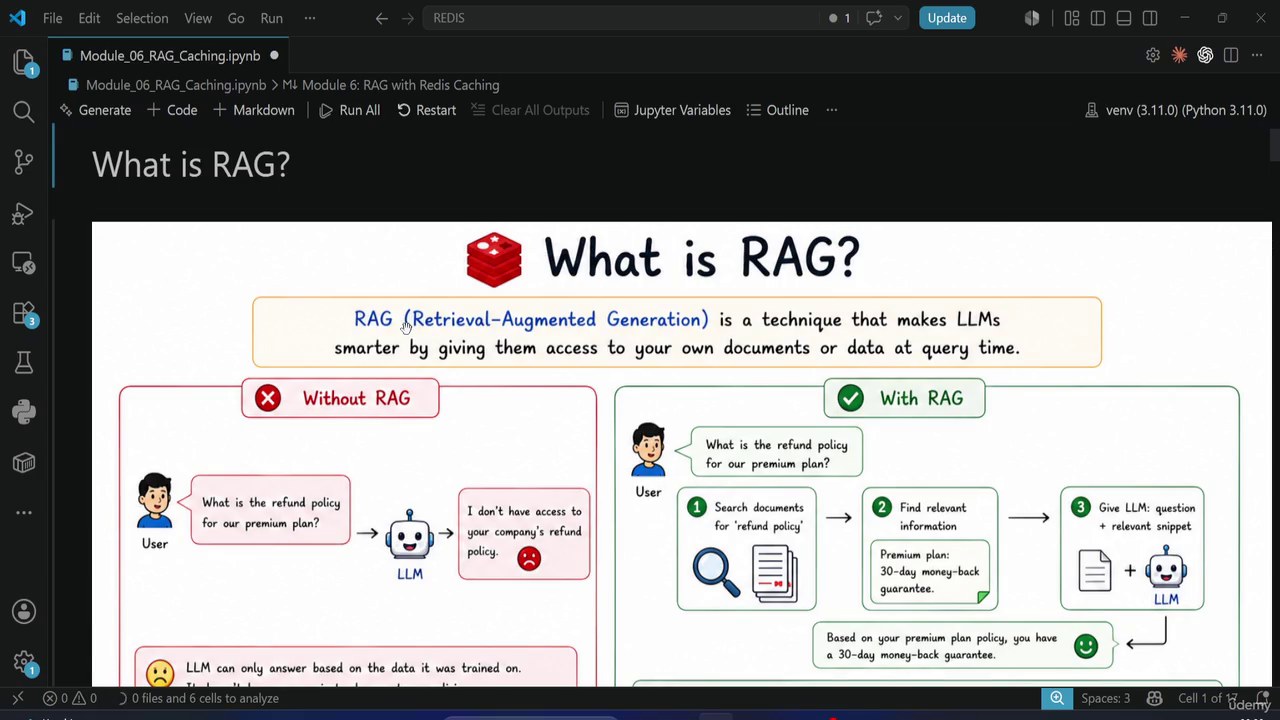 File Edit Selection View Go Run ···
REDIS
1
Update
Module_06_RAG_Caching.ipynb
Module_06_RAG_Caching.ipynb > M↓ Module 6: RAG with Redis Caching
Generate + Code + Markdown Run All Restart Clear All Outputs Jupyter Variables Outline ··· venv (3.11.0) (Python 3.11.0)
What is RAG?
What is RAG?
RAG (Retrieval-Augmented Generation) is a technique that makes LLMs
smarter by giving them access to your own documents or data at query time.
Without RAG
User
What is the refund policy
for our premium plan?
LLM
I don't have access to
your company's refund
policy.
LLM can only answer based on the data it was trained on.
With RAG
User
What is the refund policy
for our premium plan?
1 Search documents
for 'refund policy'
2 Find relevant
information
Premium plan:
30-day money-back
guarantee.
3 Give LLM: question
+ relevant snippet
+
LLM
Based on your premium plan policy, you have
a 30-day money-back guarantee.
1
3
1
0 0 0 files and 6 cells to analyze
Spaces: 3 Cell 1 of 17
udemy